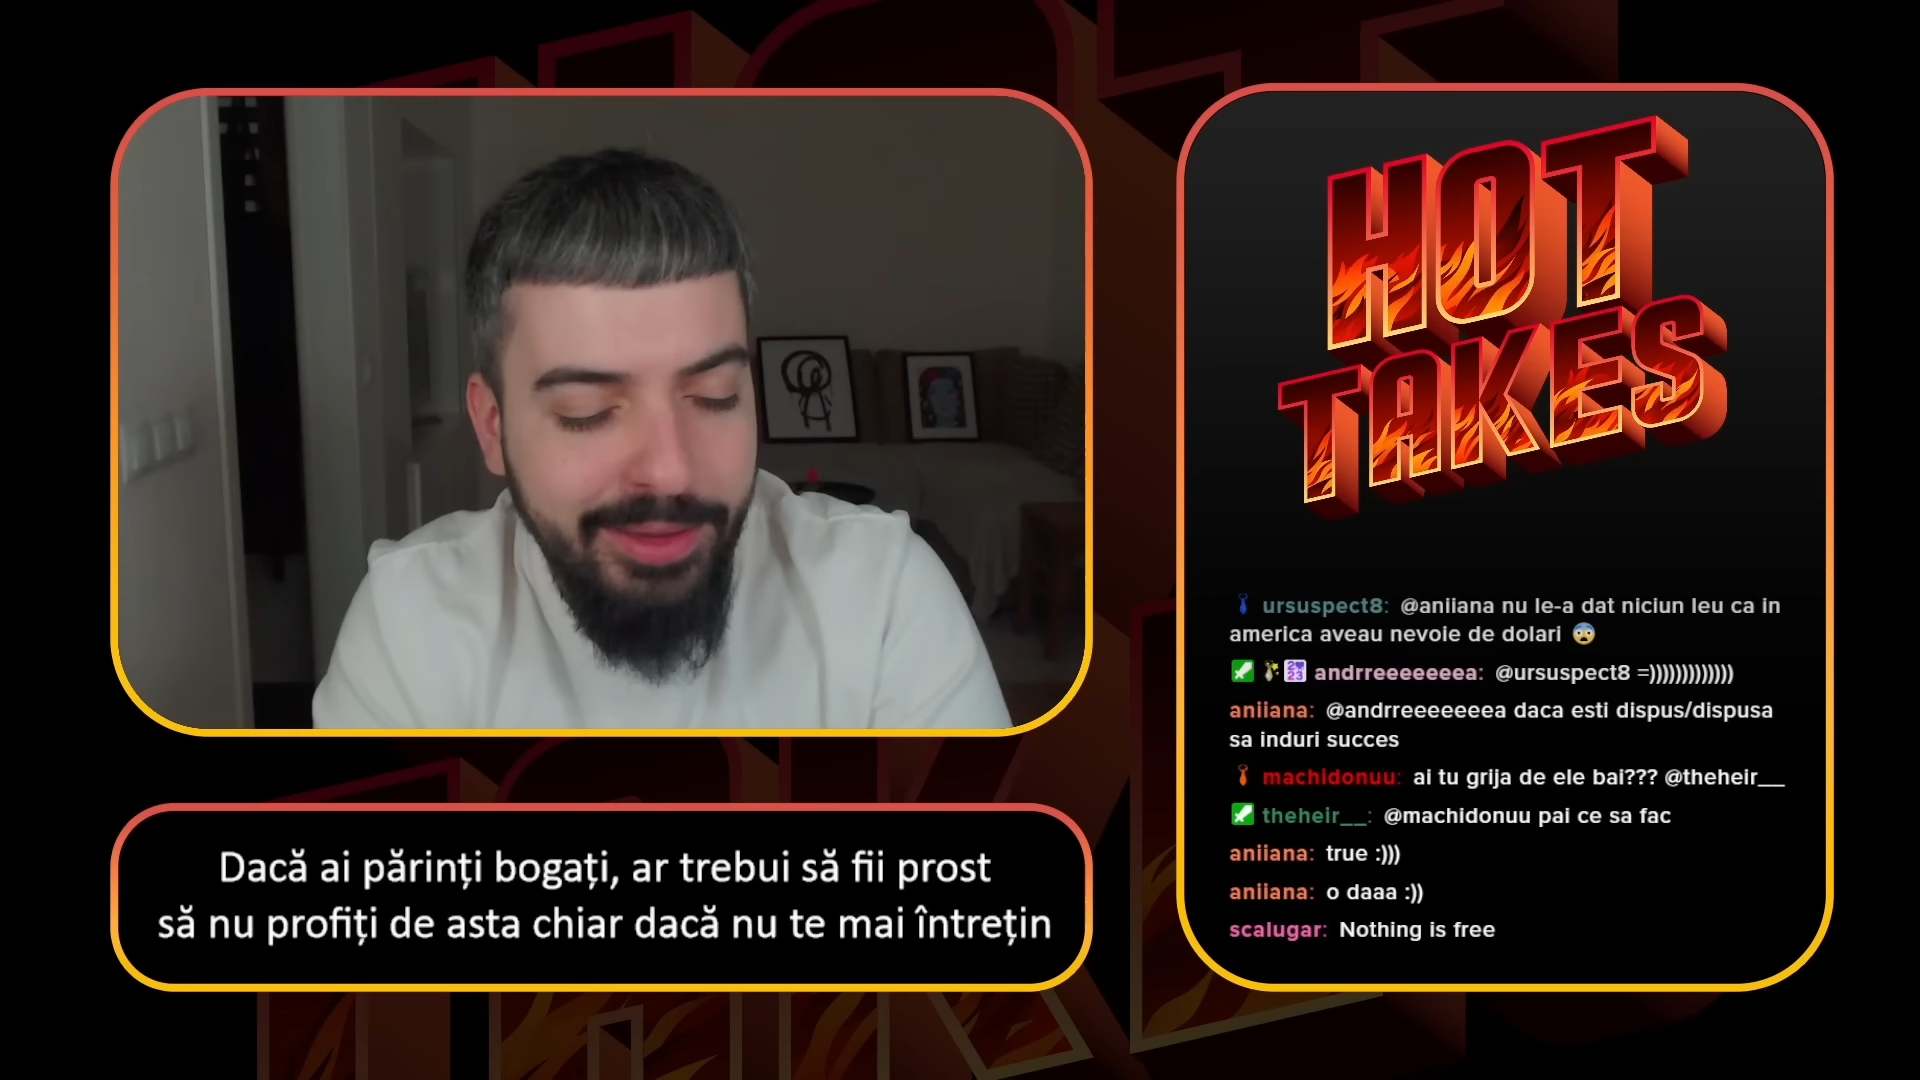 HOT
TAKES
ursuspect8: @aniiana nu le-a dat niciun leu ca in
america aveau nevoie de dolari 😨
andrreeeeeeea: @ursuspect8 =)))))))))))))
aniiana: @andrreeeeeeea daca esti dispus/dispusa
sa induri succes
machidonuu: ai tu grija de ele bai??? @theheir__
theheir__: @machidonuu pai ce sa fac
aniiana: true :)))
aniiana: o daaa :))
scalugar: Nothing is free
Dacă ai părinți bogați, ar trebui să fii prost
să nu profiți de asta chiar dacă nu te mai întrețin